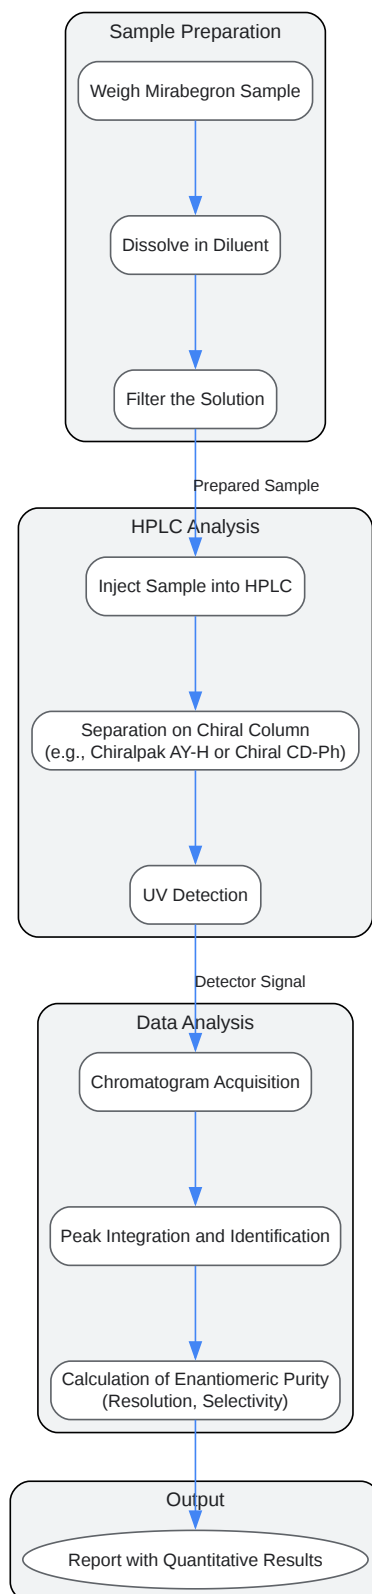 Sample Preparation
Weigh Mirabegron Sample
Dissolve in Diluent
Filter the Solution
Prepared Sample
HPLC Analysis
Inject Sample into HPLC
Separation on Chiral Column
(e.g., Chiralpak AY-H or Chiral CD-Ph)
UV Detection
Detector Signal
Data Analysis
Chromatogram Acquisition
Peak Integration and Identification
Calculation of Enantiomeric Purity
(Resolution, Selectivity)
Output
Report with Quantitative Results